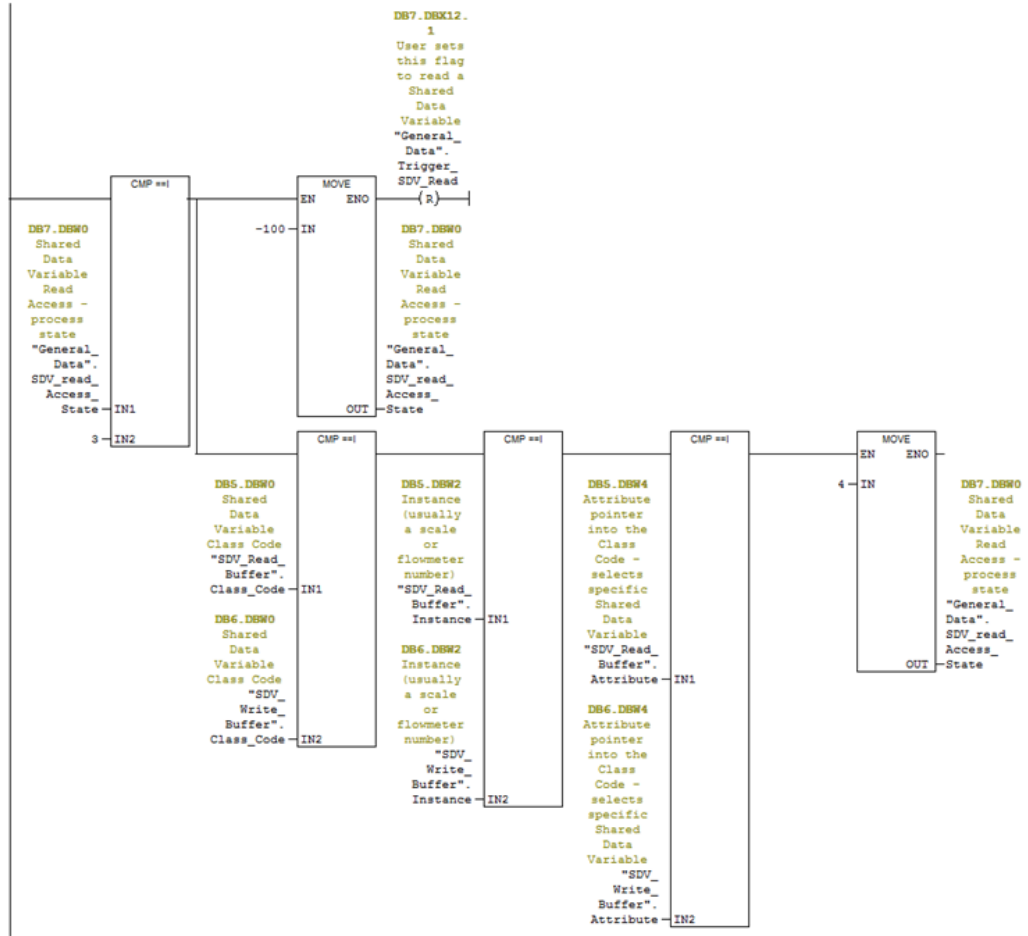 DB7.DBX12.
1
User sets
this flag
to read a
Shared
Data
Variable
"General_
Data".
Trigger_
SDV_Read
CMP ==I
MOVE
EN ENO
(R)
-100 IN
DB7.DBW0
Shared
Data
Variable
Read
Access -
process
state
"General_
Data".
SDV_read_
Access_
State IN1
3 IN2
DB7.DBW0
Shared
Data
Variable
Read
Access -
process
state
"General_
Data".
SDV_read_
Access_
OUT State
CMP ==I
CMP ==I
CMP ==I
MOVE
EN ENO
4 IN
DB5.DBW0
Shared
Data
Variable
Class Code
"SDV_Read_
Buffer".
Class_Code IN1
DB6.DBW0
Shared
Data
Variable
Class Code
"SDV_
Write_
Buffer".
Class_Code IN2
DB5.DBW2
Instance
(usually
a scale
or
flowmeter
number)
"SDV_Read_
Buffer".
Instance IN1
DB6.DBW2
Instance
(usually
a scale
or
flowmeter
number)
"SDV_
Write_
Buffer".
Instance IN2
DB5.DBW4
Attribute
pointer
into the
Class
Code -
selects
specific
Shared
Data
Variable
"SDV_Read_
Buffer".
Attribute IN1
DB6.DBW4
Attribute
pointer
into the
Class
Code -
selects
specific
Shared
Data
Variable
"SDV_
Write_
Buffer".
Attribute IN2
DB7.DBW0
Shared
Data
Variable
Read
Access -
process
state
"General_
Data".
SDV_read_
Access_
OUT State